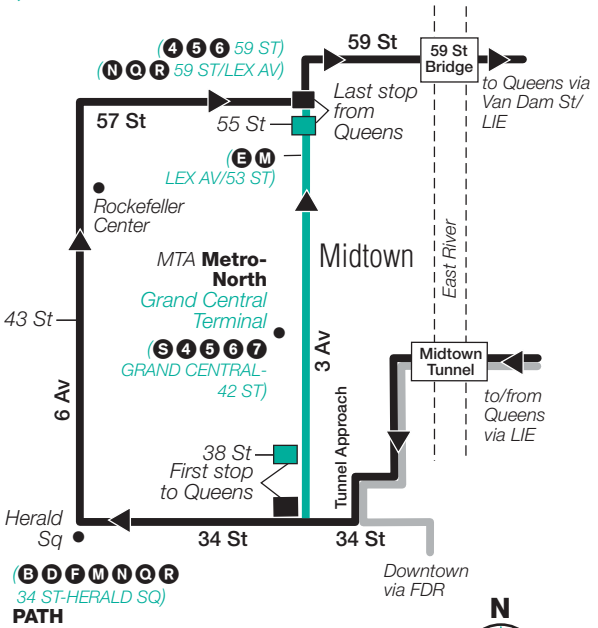 (4 5 6 59 ST)
(N Q R 59 ST/LEX AV)
59 St
59 St
Bridge
to Queens via
Van Dam St/
LIE
57 St
55 St
Last stop
from
Queens
(E M
LEX AV/53 ST)
Rockefeller
Center
MTA Metro-
North
Grand Central
Terminal
(S 4 5 6 7
GRAND CENTRAL-
42 ST)
Midtown
East River
43 St
6 Av
3 Av
Midtown
Tunnel
to/from
Queens
via LIE
Tunnel Approach
38 St
First stop
to Queens
Herald
Sq
34 St
34 St
Downtown
via FDR
(B D F M N Q R
34 ST-HERALD SQ)
PATH
N